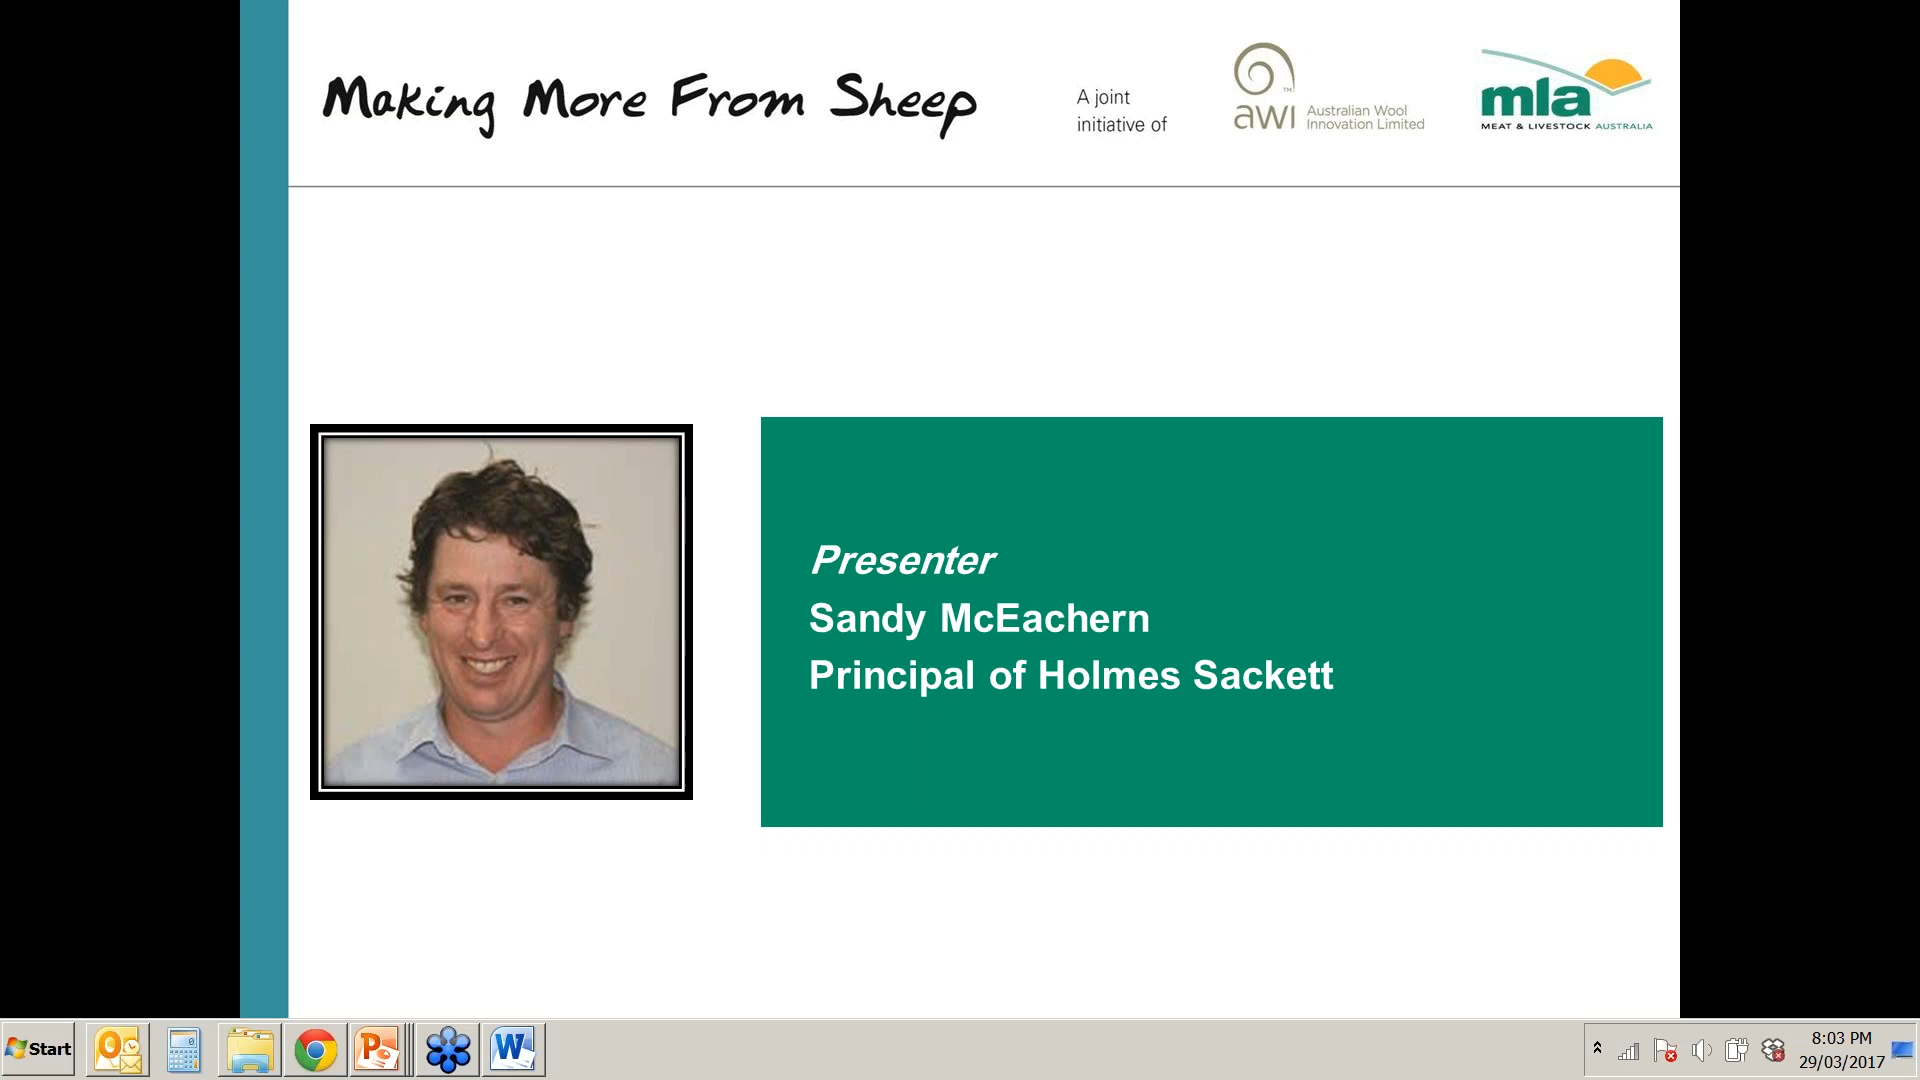 Making More From Sheep
A joint
initiative of
awi
Australian Wool
Innovation Limited
TM
mla
MEAT & LIVESTOCK AUSTRALIA
Presenter
Sandy McEachern
Principal of Holmes Sackett
Start
8:03 PM
29/03/2017